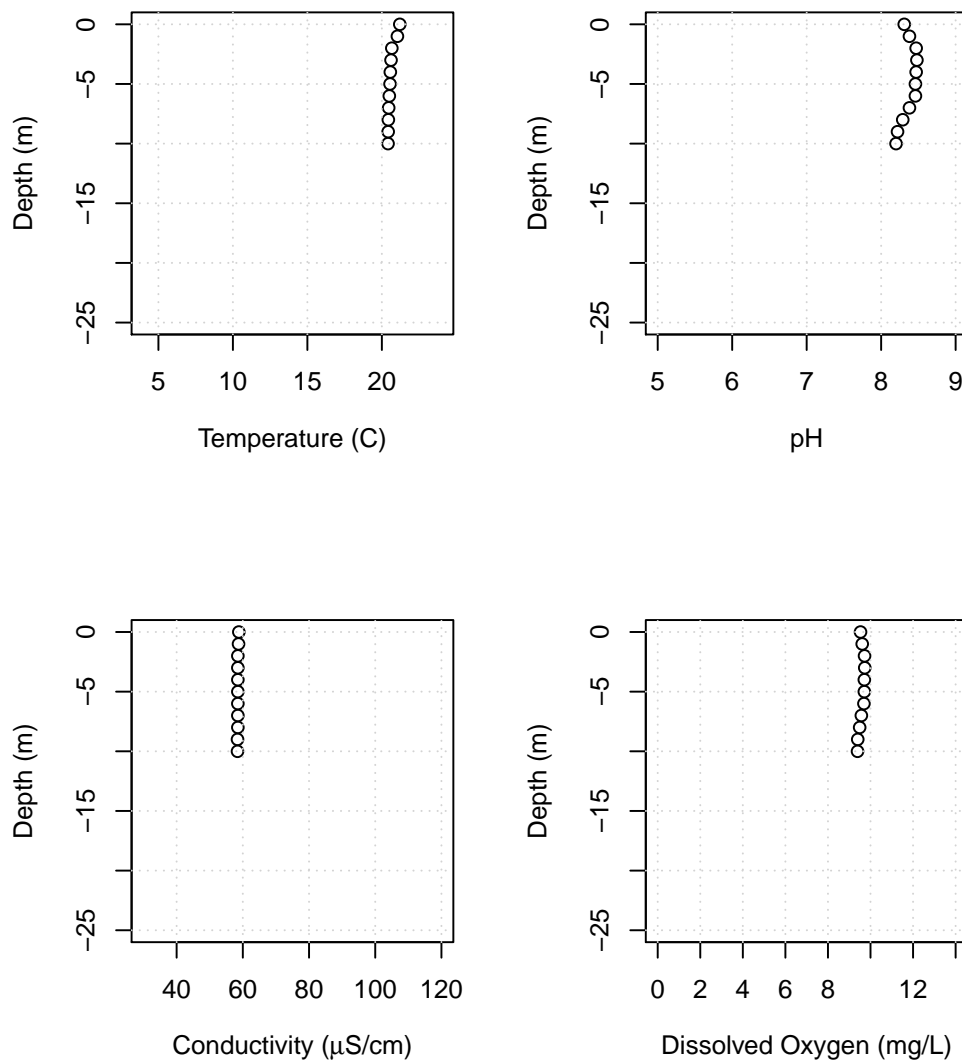 0
−5
−15
−25
Depth (m)
5 10 15 20
Temperature (C)
0
−5
−15
−25
Depth (m)
5 6 7 8 9
pH
0
−5
−15
−25
Depth (m)
40 60 80 100 120
Conductivity (μS/cm)
0
−5
−15
−25
Depth (m)
0 2 4 6 8 12
Dissolved Oxygen (mg/L)